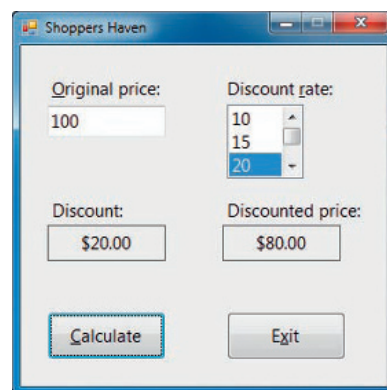 Shoppers Haven
Original price: Discount rate:
100 10
15
20
Discount: Discounted price:
$20.00 $80.00
Calculate Exit